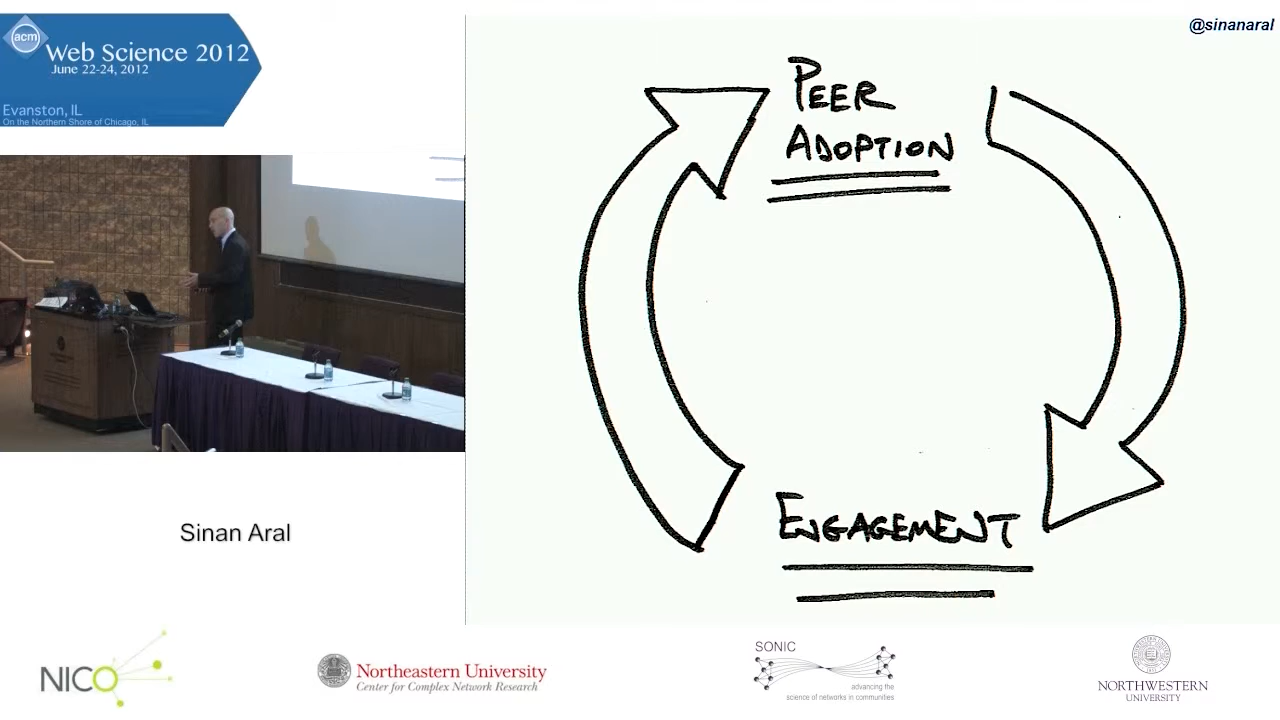 acm
Web Science 2012
June 22-24, 2012
Evanston, IL
On the Northern Shore of Chicago, IL
@sinanaral
PEER
ADOPTION
ENGAGEMENT
Sinan Aral
NICO
Northeastern University
Center for Complex Network Research
SONIC
advancing the
science of networks in communities
NORTHWESTERN
UNIVERSITY